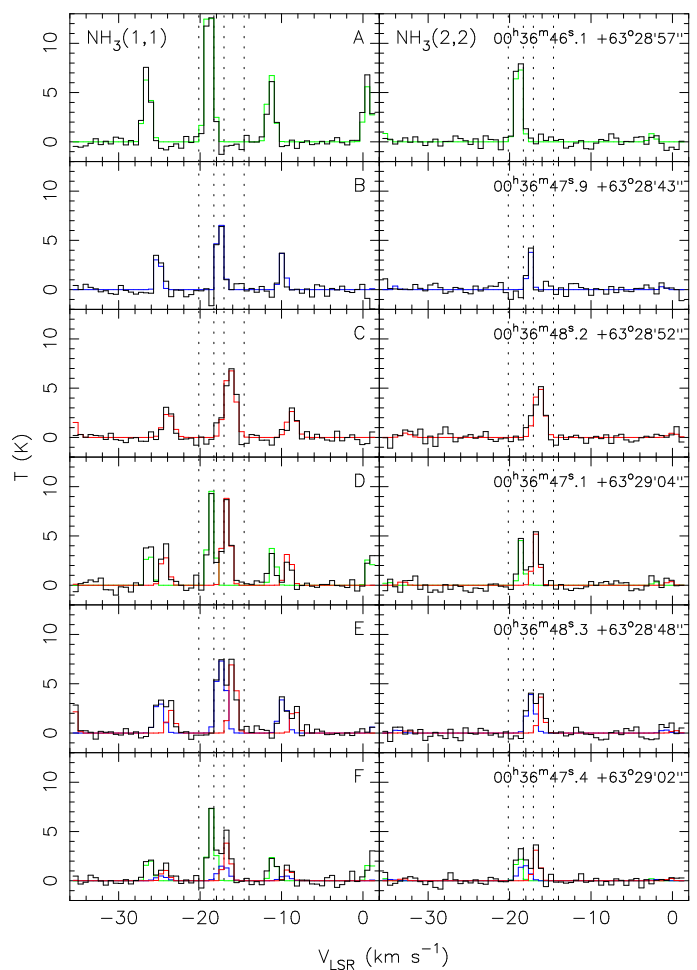 NH₃(1,1) A NH₃(2,2) 00ʰ36ᵐ46ˢ.1 +63°28'57"
10
5
0
B 00ʰ36ᵐ47ˢ.9 +63°28'43"
10
5
0
C 00ʰ36ᵐ48ˢ.2 +63°28'52"
10
5
0
T (K)
D 00ʰ36ᵐ47ˢ.1 +63°29'04"
10
5
0
E 00ʰ36ᵐ48ˢ.3 +63°28'48"
10
5
0
F 00ʰ36ᵐ47ˢ.4 +63°29'02"
10
5
0
−30 −20 −10 0 −30 −20 −10 0
V_LSR (km s⁻¹)